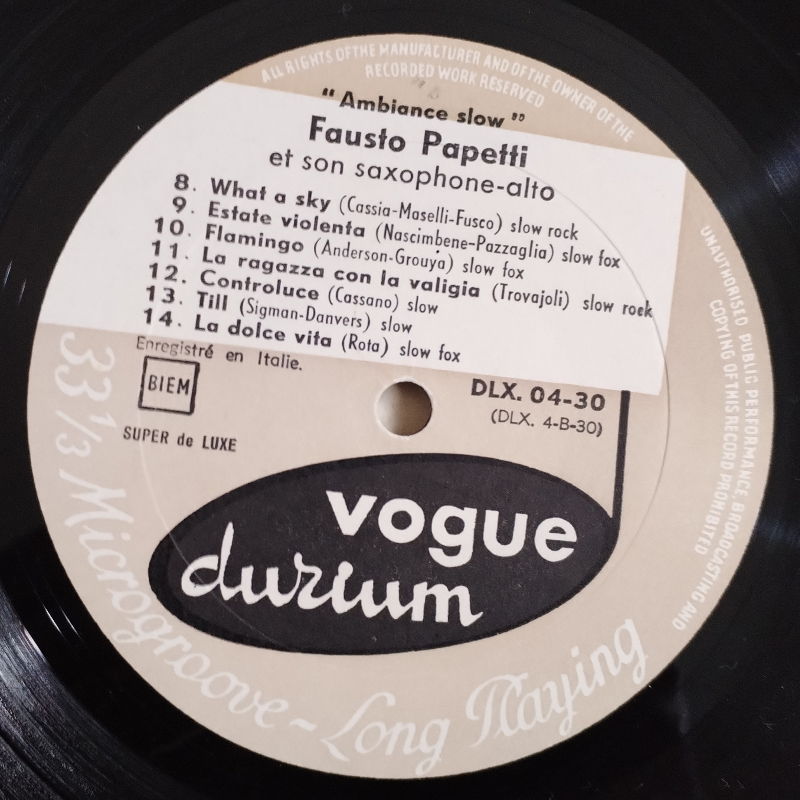 ALL RIGHTS OF THE MANUFACTURER AND OF THE OWNER OF THE
RECORDED WORK RESERVED
"Ambiance slow"
Fausto Papetti
et son saxophone-alto
8. What a sky (Cassia-Maselli-Fusco) slow rock
9. Estate violenta (Nascimbene-Pazzaglia) slow fox
10. Flamingo (Anderson-Grouya) slow fox
11. La ragazza con la valigia (Trovajoli) slow rock
12. Controluce (Cassano) slow
13. Till (Sigman-Danvers) slow
14. La dolce vita (Rota) slow fox
Enregistré en Italie.
BIEM
DLX. 04-30
(DLX. 4-B-30)
SUPER de LUXE
vogue
durium
33 1/3 Microgroove - Long Playing
UNAUTHORISED PUBLIC PERFORMANCE BROADCASTING AND
COPYING OF THIS RECORD PROHIBITED